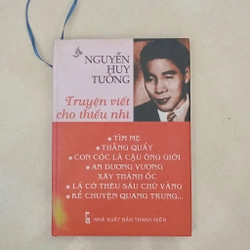 NGUYỄN
HUY
TƯỞNG
Truyện viết
cho thiếu nhi
• TÌM MẸ
• THẰNG QUẤY
• CON CÓC LÀ CẬU ÔNG GIỜI
• AN DƯƠNG VƯƠNG
XÂY THÀNH ỐC
• LÁ CỜ THÊU SÁU CHỮ VÀNG
• KỂ CHUYỆN QUANG TRUNG...
NHÀ XUẤT BẢN THANH NIÊN